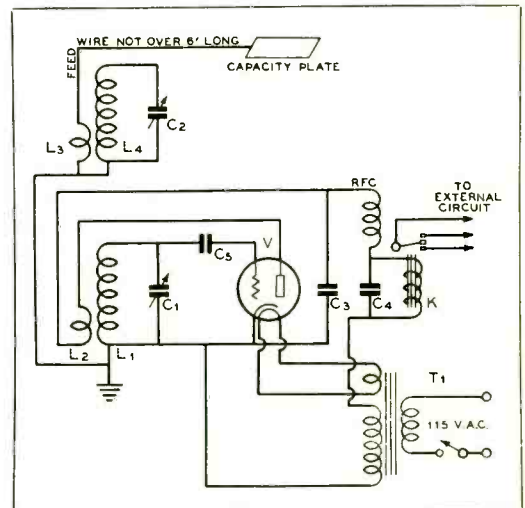 WIRE NOT OVER 6' LONG
FEED
CAPACITY PLATE
L3
L4
C2
RFC
TO
EXTERNAL
CIRCUIT
C5
V
C1
C3
C4
K
L2
L1
T1
115 V.A.C.